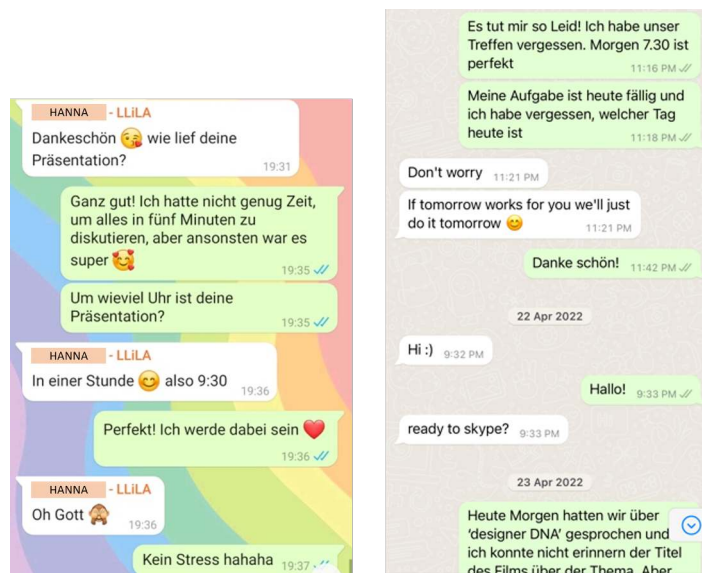 HANNA - LLiLA
Dankeschön 😘 wie lief deine
Präsentation?
19:31
Ganz gut! Ich hatte nicht genug Zeit,
um alles in fünf Minuten zu
diskutieren, aber ansonsten war es
super 🥰
19:35
Um wieviel Uhr ist deine
Präsentation?
19:35
HANNA - LLiLA
In einer Stunde 😊 also 9:30
19:36
Perfekt! Ich werde dabei sein ❤️
19:36
HANNA - LLiLA
Oh Gott 🙈
19:36
Kein Stress hahaha 19:37
Es tut mir so Leid! Ich habe unser
Treffen vergessen. Morgen 7.30 ist
perfekt
11:16 PM
Meine Aufgabe ist heute fällig und
ich habe vergessen, welcher Tag
heute ist
11:18 PM
Don't worry 11:21 PM
If tomorrow works for you we'll just
do it tomorrow 😊
11:21 PM
Danke schön! 11:42 PM
22 Apr 2022
Hi :) 9:32 PM
Hallo! 9:33 PM
ready to skype? 9:33 PM
23 Apr 2022
Heute Morgen hatten wir über
'designer DNA' gesprochen und
ich konnte nicht erinnern der Titel
des Films über der Thema. Aber